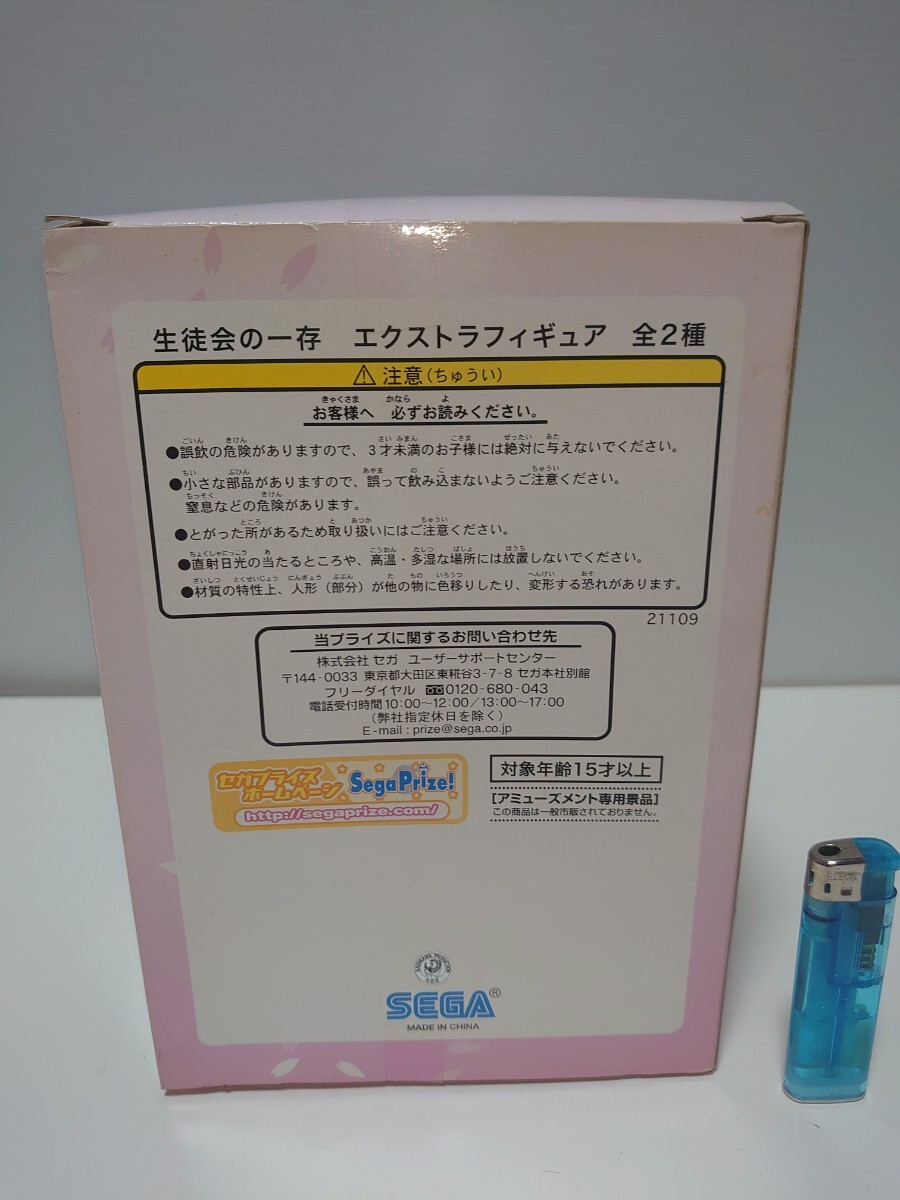 生徒会の一存　エクストラフィギュア　全2種
⚠ 注意(ちゅうい)
お客様へ　必ずお読みください。
●誤飲の危険がありますので、3才未満のお子様には絶対に与えないでください。
●小さな部品がありますので、誤って飲み込まないようご注意ください。
窒息などの危険があります。
●とがった所があるため取り扱いにはご注意ください。
●直射日光の当たるところや、高温・多湿な場所には放置しないでください。
●材質の特性上、人形（部分）が他の物に色移りしたり、変形する恐れがあります。
21109
当プライズに関するお問い合わせ先
株式会社 セガ ユーザーサポートセンター
〒144-0033 東京都大田区東糀谷3-7-8 セガ本社別館
フリーダイヤル 0120-680-043
電話受付時間 10:00～12:00／13:00～17:00
（弊社指定休日を除く）
E-mail : prize@sega.co.jp
セガプライズ
ホームページ
SegaPrize!
http://segaprize.com/
対象年齢15才以上
［アミューズメント専用景品］
この商品は一般市販されておりません。
SEGA®
MADE IN CHINA